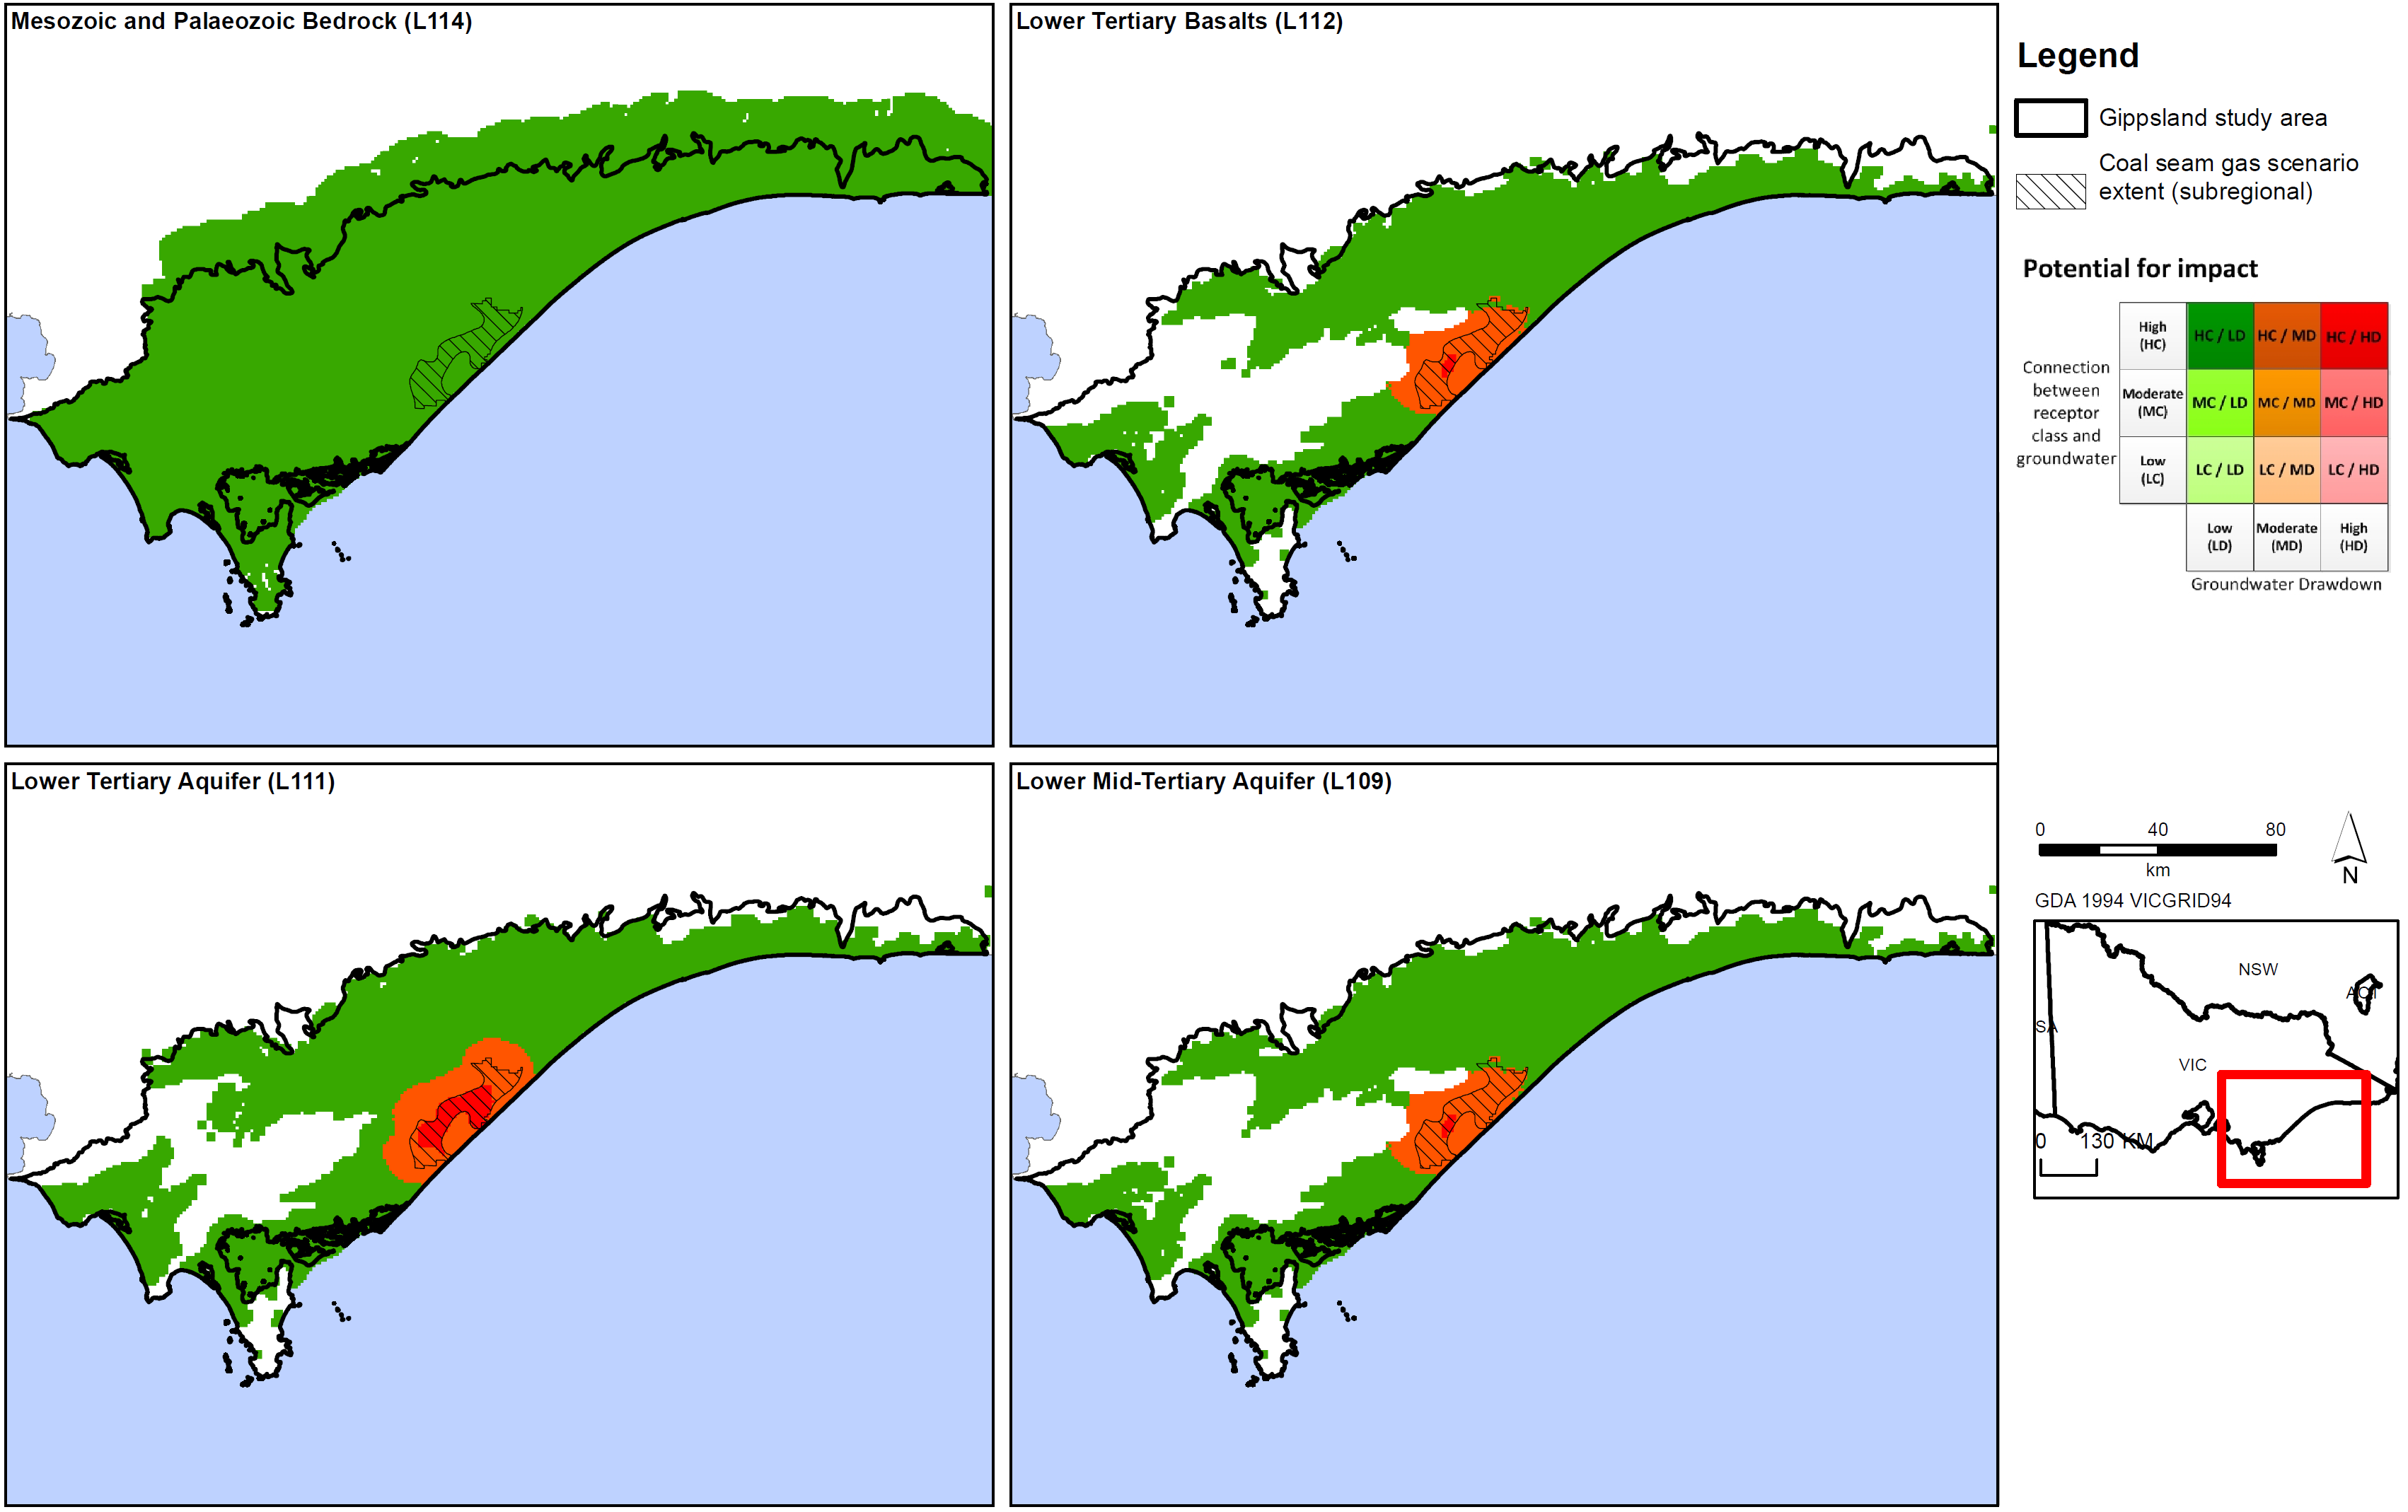 Mesozoic and Palaeozoic Bedrock (L114)
Lower Tertiary Basalts (L112)
Lower Tertiary Aquifer (L111)
Lower Mid-Tertiary Aquifer (L109)
Legend
Gippsland study area
Coal seam gas scenario
extent (subregional)
Potential for impact
Connection
between
receptor
class and
groundwater
High
(HC)
HC / LD
HC / MD
HC / HD
Moderate
(MC)
MC / LD
MC / MD
MC / HD
Low
(LC)
LC / LD
LC / MD
LC / HD
Low
(LD)
Moderate
(MD)
High
(HD)
Groundwater Drawdown
0 40 80
km
N
GDA 1994 VICGRID94
NSW
ACT
SA
VIC
0 130 KM